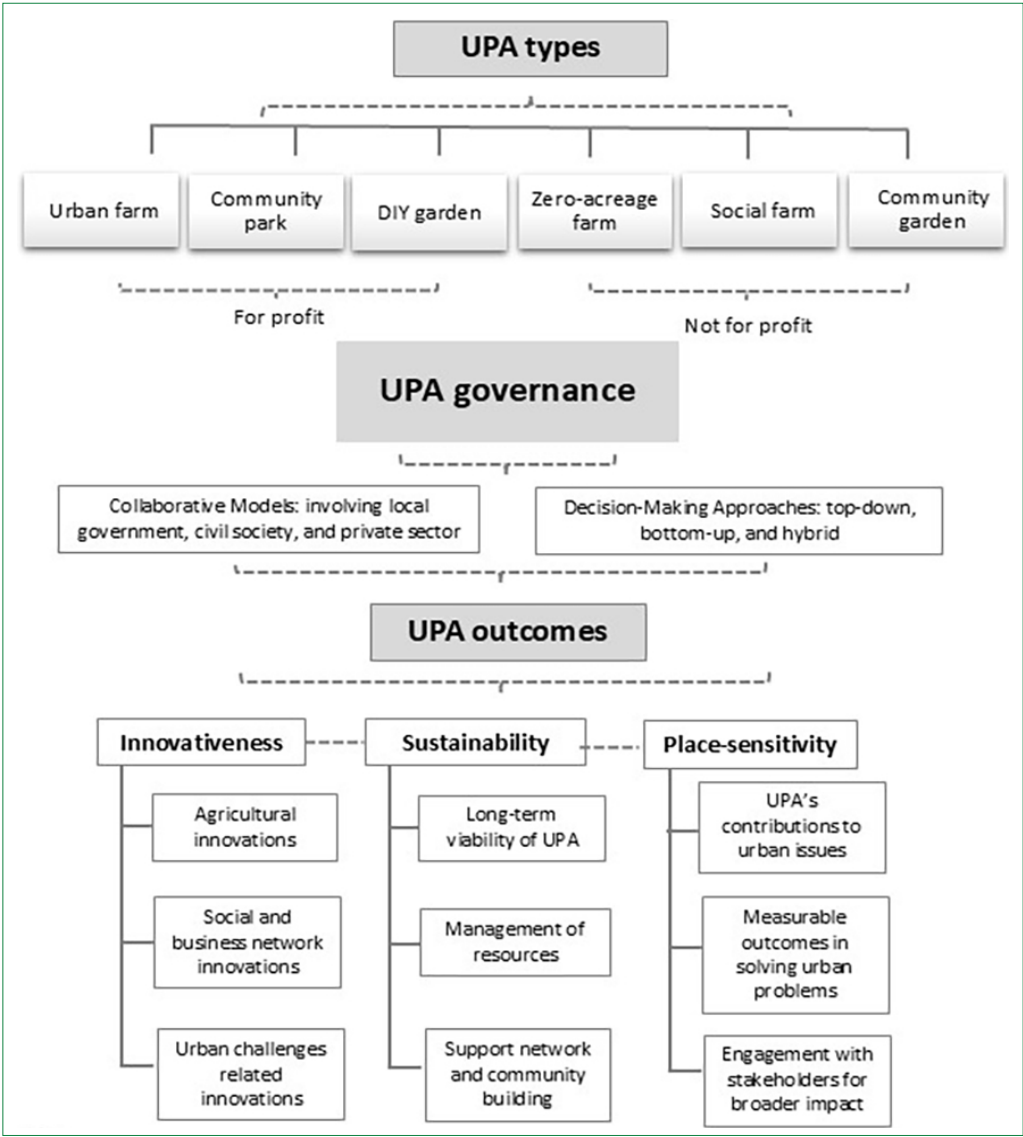 UPA types
Urban farm
Community
park
DIY garden
Zero-acreage
farm
Social farm
Community
garden
For profit
Not for profit
UPA governance
Collaborative Models: involving local
government, civil society, and private sector
Decision-Making Approaches: top-down,
bottom-up, and hybrid
UPA outcomes
Innovativeness
Agricultural
innovations
Social and
business network
innovations
Urban challenges
related
innovations
Sustainability
Long-term
viability of UPA
Management of
resources
Support network
and community
building
Place-sensitivity
UPA’s
contributions to
urban issues
Measurable
outcomes in
solving urban
problems
Engagement with
stakeholders for
broader impact